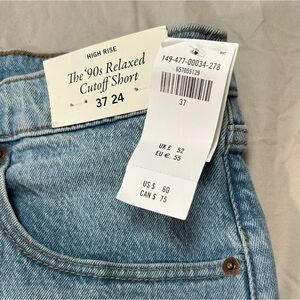 HIGH RISE
The '90s Relaxed
Cutoff Short
37 24
149-477-00034-278
657055129
37
UK £ 52
EU € 55
US $ 60
CAN $ 75